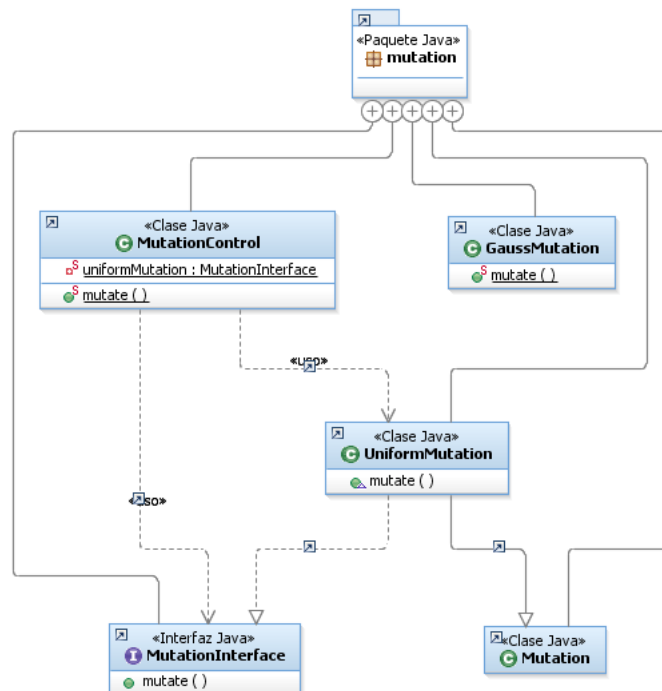 «Paquete Java»
mutation
«Clase Java»
MutationControl
S uniformMutation : MutationInterface
S mutate ( )
«Clase Java»
GaussMutation
S mutate ( )
«uso»
«Clase Java»
UniformMutation
mutate ( )
«uso»
«Interfaz Java»
MutationInterface
mutate ( )
«Clase Java»
Mutation